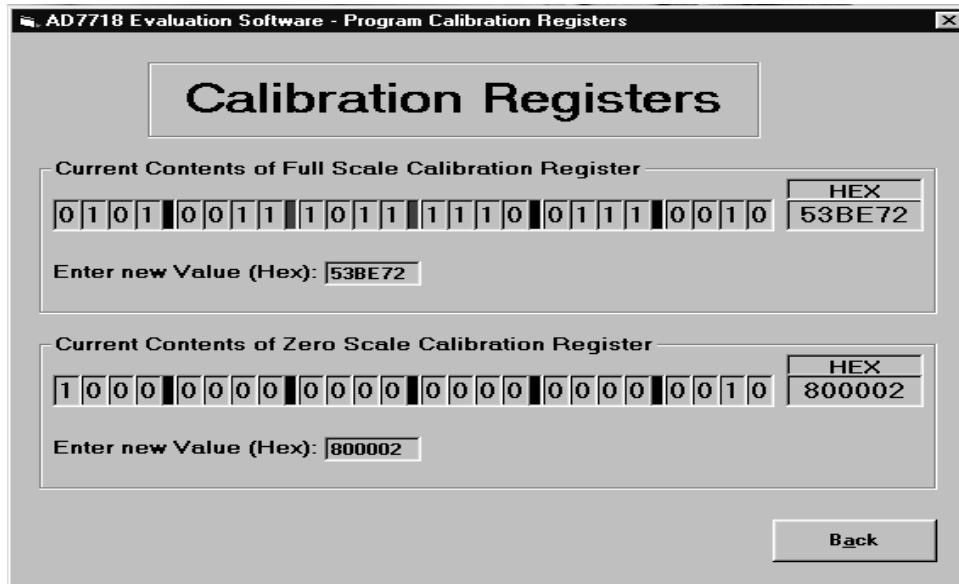 AD7718 Evaluation Software - Program Calibration Registers
Calibration Registers
Current Contents of Full Scale Calibration Register
HEX
0 1 0 1 0 0 1 1 1 0 1 1 1 1 1 0 0 1 1 1 0 0 1 0 53BE72
Enter new Value (Hex): 53BE72
Current Contents of Zero Scale Calibration Register
HEX
1 0 0 0 0 0 0 0 0 0 0 0 0 0 0 0 0 0 0 0 0 0 1 0 800002
Enter new Value (Hex): 800002
Back